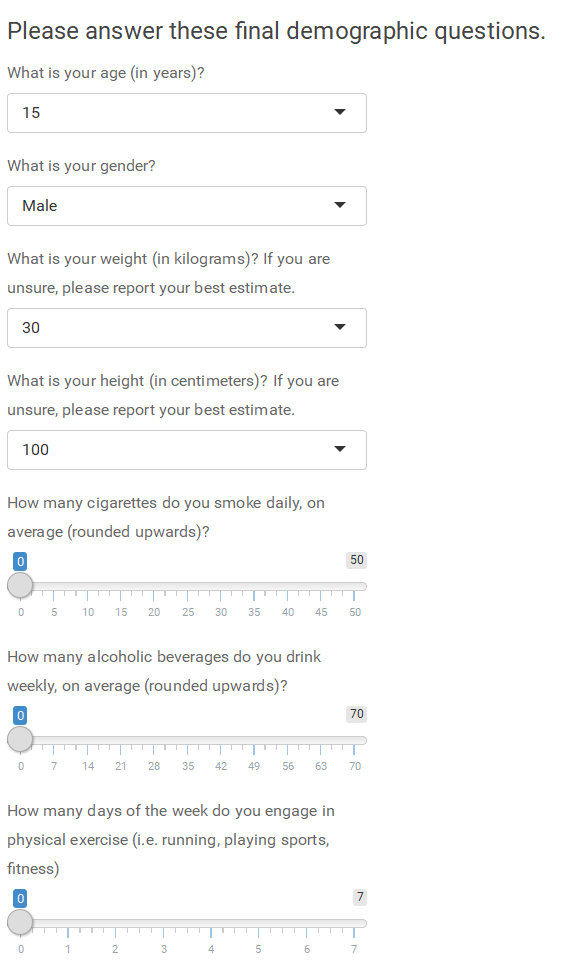 Please answer these final demographic questions.
What is your age (in years)?
15
What is your gender?
Male
What is your weight (in kilograms)? If you are
unsure, please report your best estimate.
30
What is your height (in centimeters)? If you are
unsure, please report your best estimate.
100
How many cigarettes do you smoke daily, on
average (rounded upwards)?
0 50
0 5 10 15 20 25 30 35 40 45 50
How many alcoholic beverages do you drink
weekly, on average (rounded upwards)?
0 70
0 7 14 21 28 35 42 49 56 63 70
How many days of the week do you engage in
physical exercise (i.e. running, playing sports,
fitness)
0 7
0 1 2 3 4 5 6 7